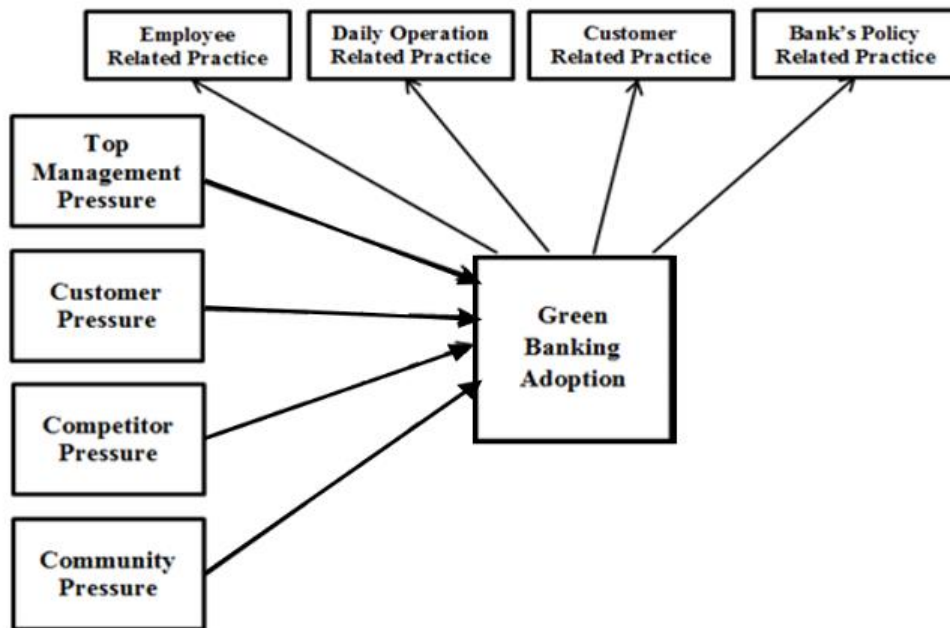 Employee
Related Practice
Daily Operation
Related Practice
Customer
Related Practice
Bank's Policy
Related Practice
Top
Management
Pressure
Customer
Pressure
Competitor
Pressure
Community
Pressure
Green
Banking
Adoption